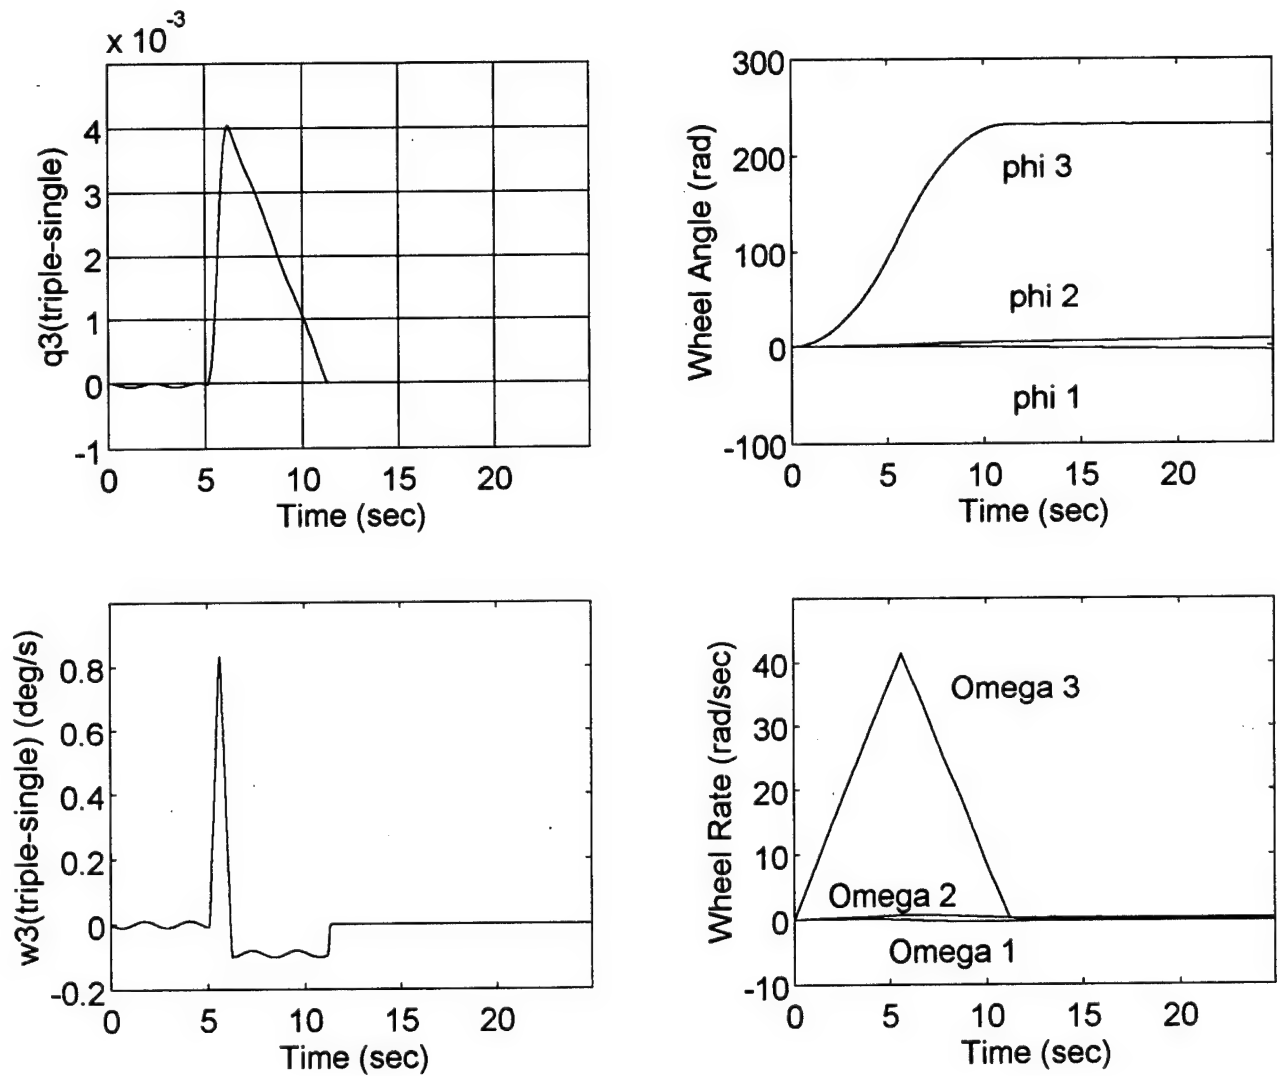 x 10^-3
q3(triple-single)
4
3
2
1
0
-1
0 5 10 15 20
Time (sec)
Wheel Angle (rad)
300
200
100
0
-100
phi 3
phi 2
phi 1
0 5 10 15 20
Time (sec)
w3(triple-single) (deg/s)
0.8
0.6
0.4
0.2
0
-0.2
0 5 10 15 20
Time (sec)
Wheel Rate (rad/sec)
40
30
20
10
0
-10
Omega 3
Omega 2
Omega 1
0 5 10 15 20
Time (sec)